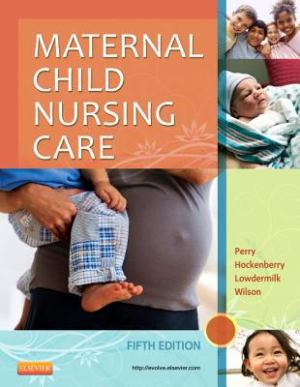 MATERNAL
CHILD
NURSING
CARE
Perry
Hockenberry
Lowdermilk
Wilson
FIFTH EDITION
ELSEVIER
http://evolve.elsevier.com